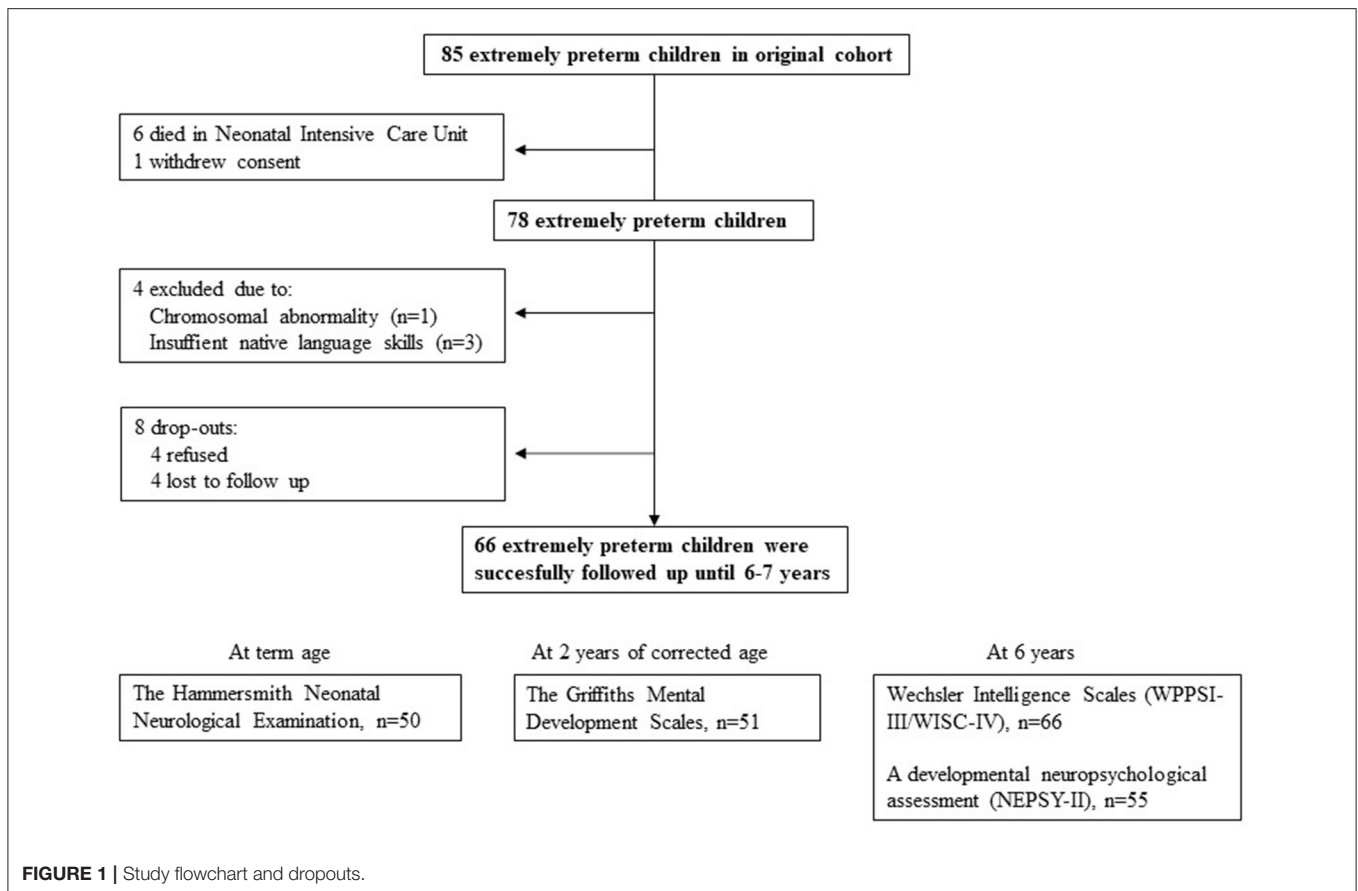 85 extremely preterm children in original cohort
6 died in Neonatal Intensive Care Unit
1 withdrew consent
78 extremely preterm children
4 excluded due to:
Chromosomal abnormality (n=1)
Insuffient native language skills (n=3)
8 drop-outs:
4 refused
4 lost to follow up
66 extremely preterm children were
succesfully followed up until 6-7 years
At term age
The Hammersmith Neonatal
Neurological Examination, n=50
At 2 years of corrected age
The Griffiths Mental
Development Scales, n=51
At 6 years
Wechsler Intelligence Scales (WPPSI-
III/WISC-IV), n=66
A developmental neuropsychological
assessment (NEPSY-II), n=55
FIGURE 1 | Study flowchart and dropouts.